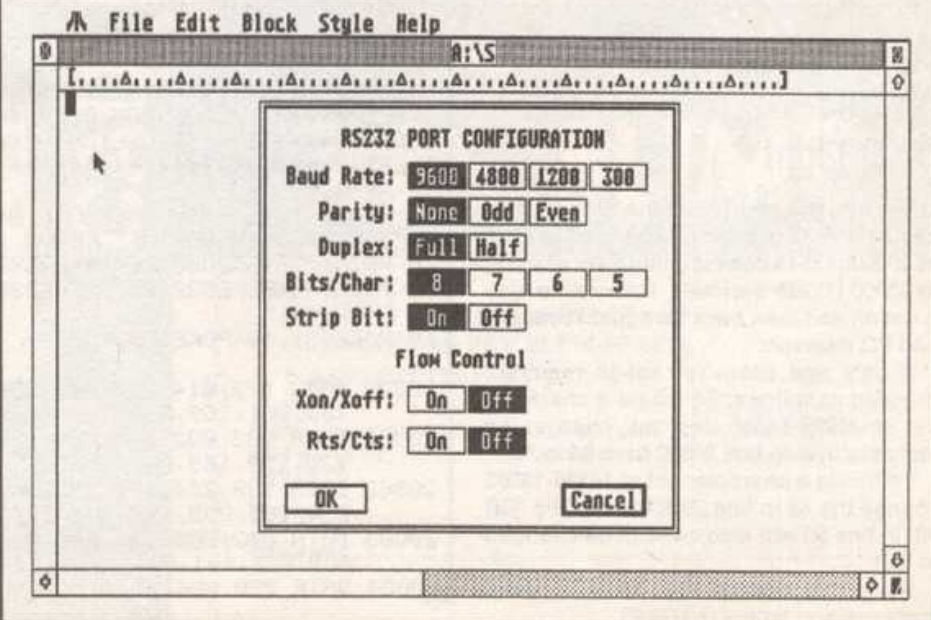 File Edit Block Style Help
A:\S
RS232 PORT CONFIGURATION
Baud Rate: 9600 4800 1200 300
Parity: None Odd Even
Duplex: Full Half
Bits/Char: 8 7 6 5
Strip Bit: On Off
Flow Control
Xon/Xoff: On Off
Rts/Cts: On Off
OK Cancel